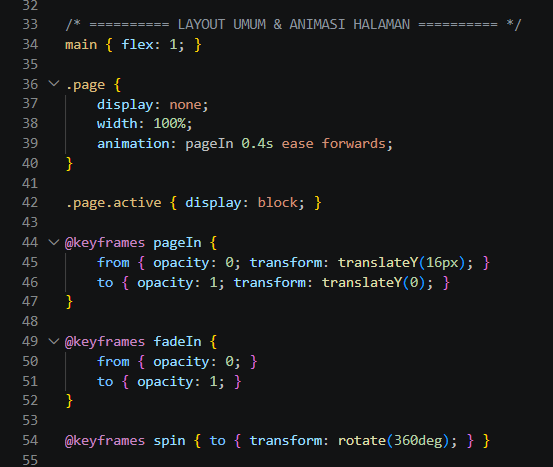 32
33 /* ========== LAYOUT UMUM & ANIMASI HALAMAN ========== */
34 main { flex: 1; }
35
36 .page {
37     display: none;
38     width: 100%;
39     animation: pageIn 0.4s ease forwards;
40 }
41
42 .page.active { display: block; }
43
44 @keyframes pageIn {
45     from { opacity: 0; transform: translateY(16px); }
46     to { opacity: 1; transform: translateY(0); }
47 }
48
49 @keyframes fadeIn {
50     from { opacity: 0; }
51     to { opacity: 1; }
52 }
53
54 @keyframes spin { to { transform: rotate(360deg); } }
55